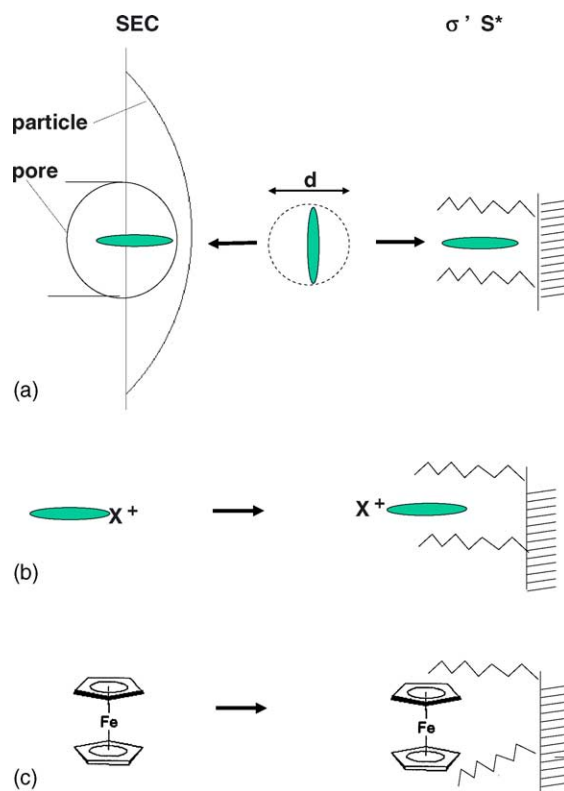 SEC
σ ' S*
particle
pore
d
(a)
X +
X +
(b)
Fe
Fe
(c)